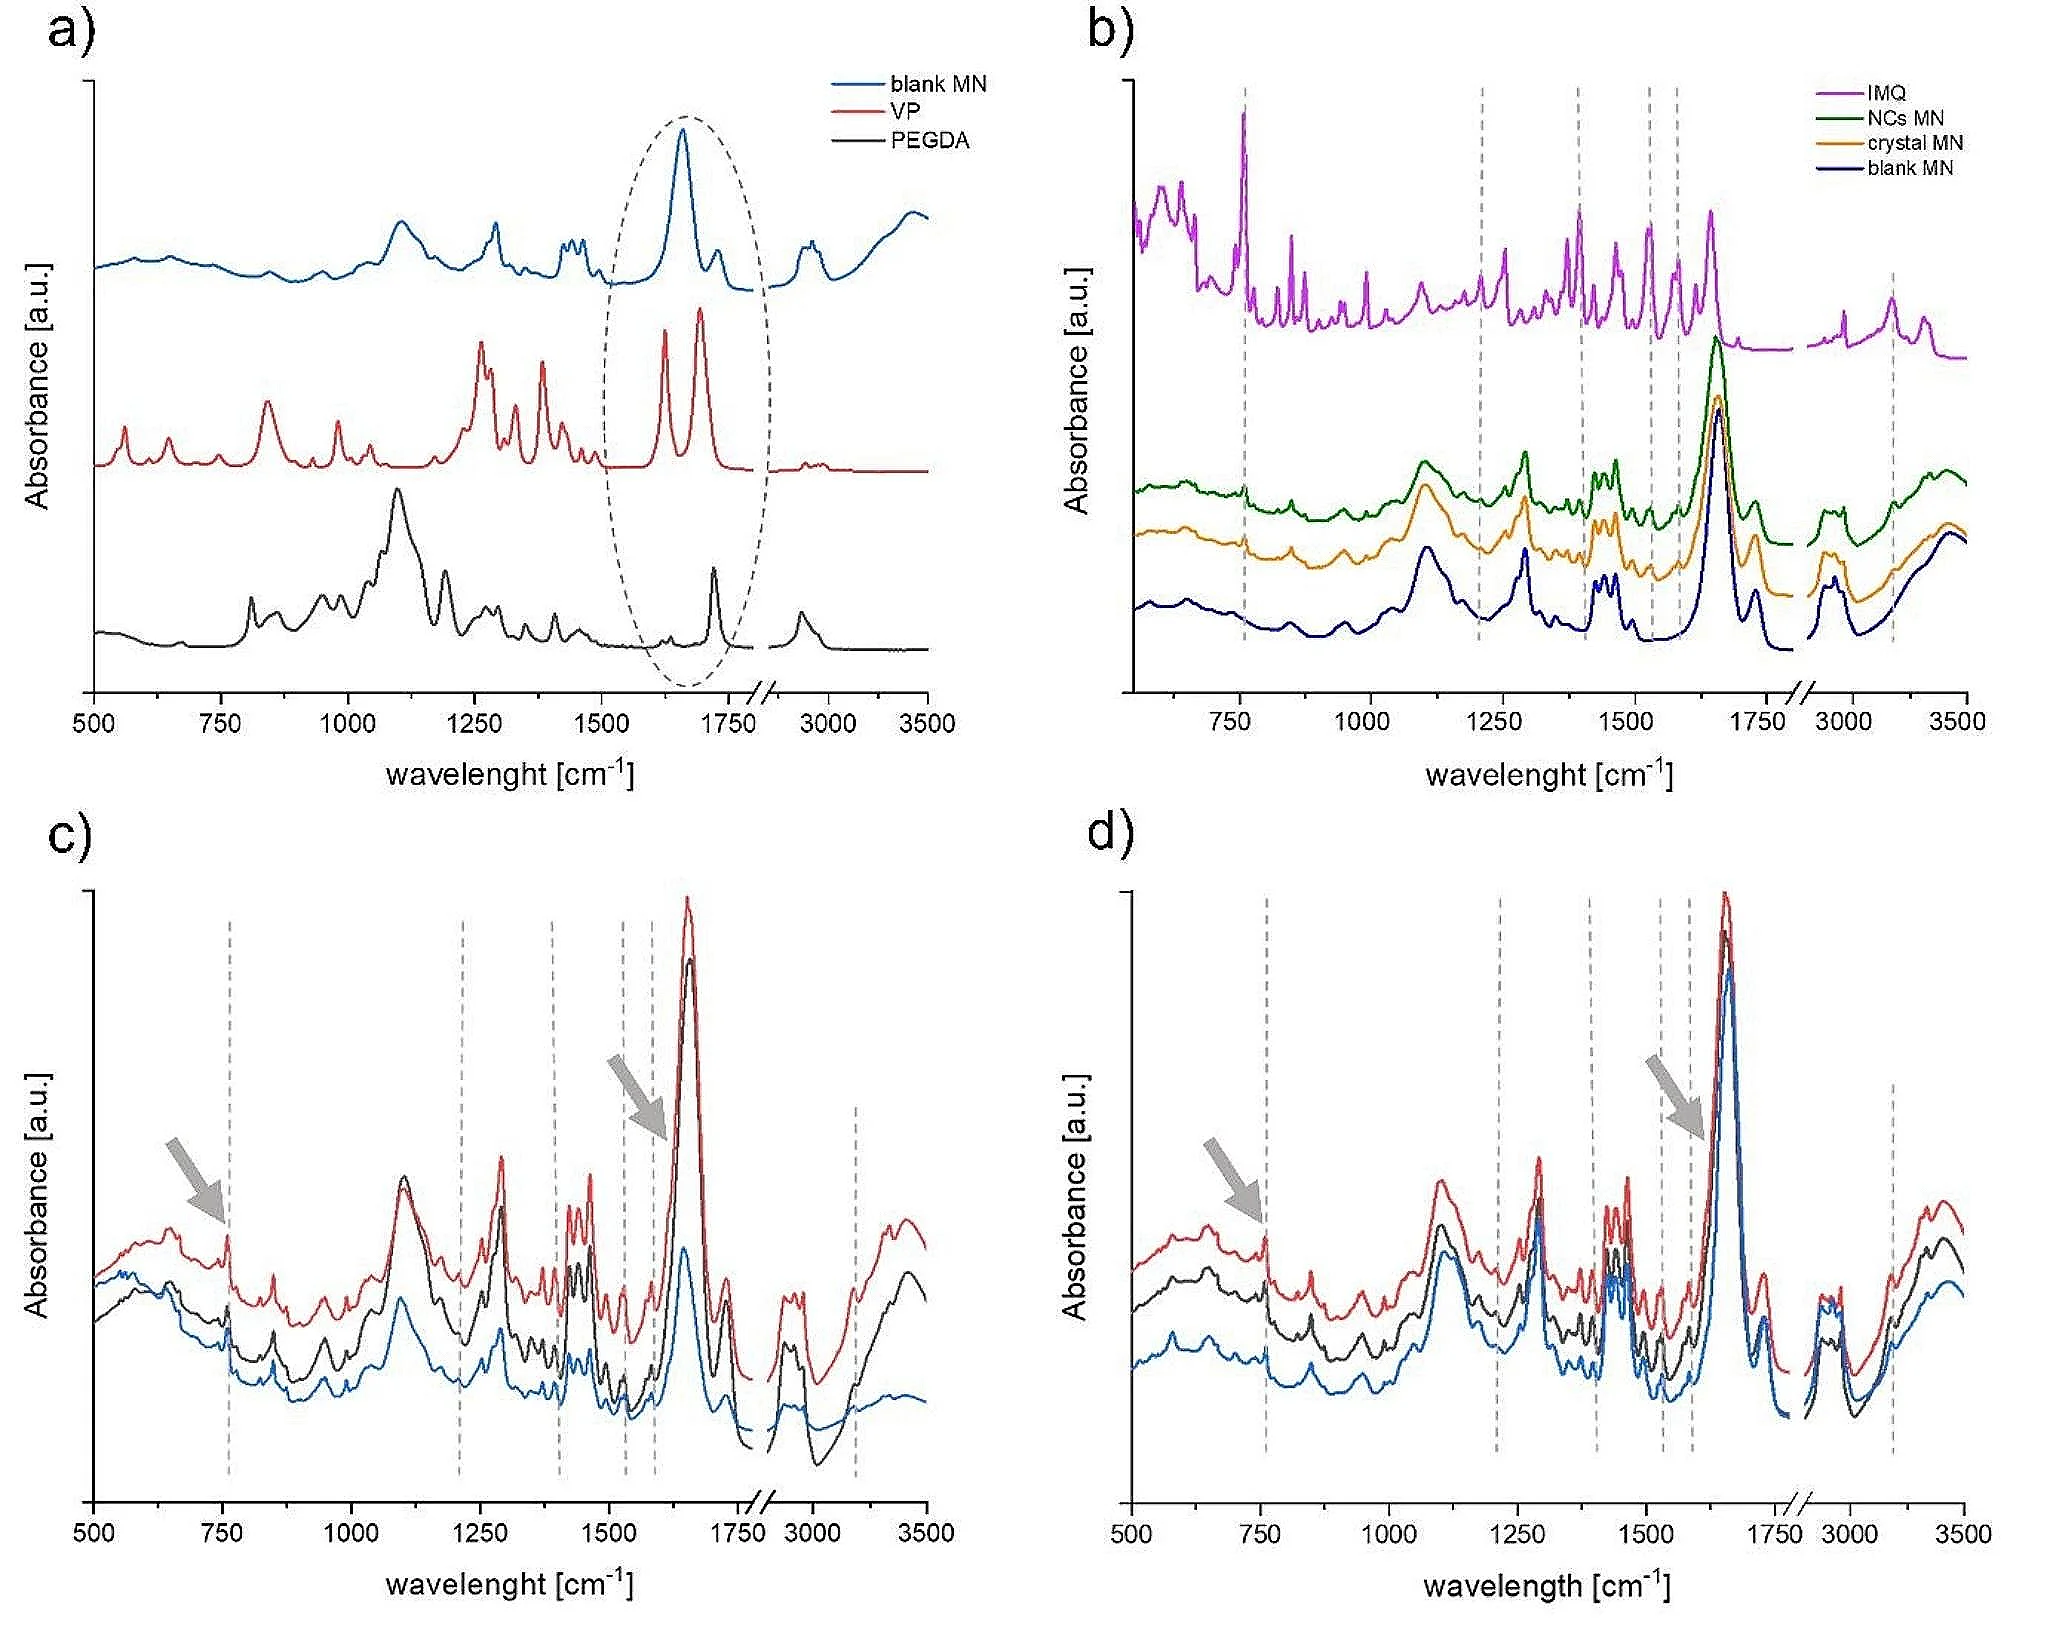 a)
blank MN
VP
PEGDA
Absorbance [a.u.]
500 750 1000 1250 1500 1750 3000 3500
wavelenght [cm-1]
b)
IMQ
NCs MN
crystal MN
blank MN
Absorbance [a.u.]
750 1000 1250 1500 1750 3000 3500
wavelenght [cm-1]
c)
Absorbance [a.u.]
500 750 1000 1250 1500 1750 3000 3500
wavelenght [cm-1]
d)
Absorbance [a.u.]
500 750 1000 1250 1500 1750 3000 3500
wavelength [cm-1]